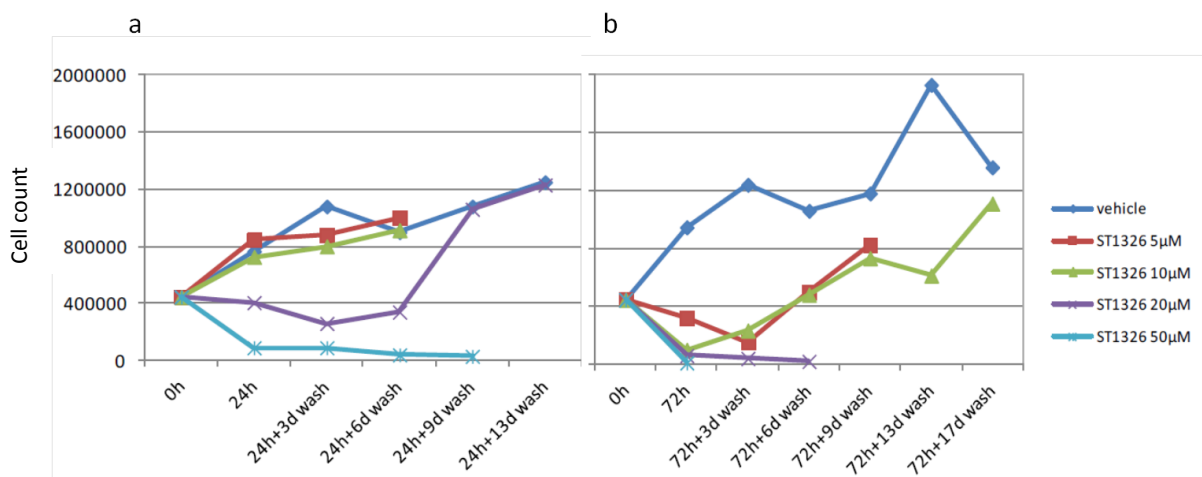 a
b
Cell count
2000000
1600000
1200000
800000
400000
0
0h
24h
24h+3d wash
24h+6d wash
24h+9d wash
24h+13d wash
0h
72h
72h+3d wash
72h+6d wash
72h+9d wash
72h+13d wash
72h+17d wash
vehicle
ST1326 5µM
ST1326 10µM
ST1326 20µM
ST1326 50µM